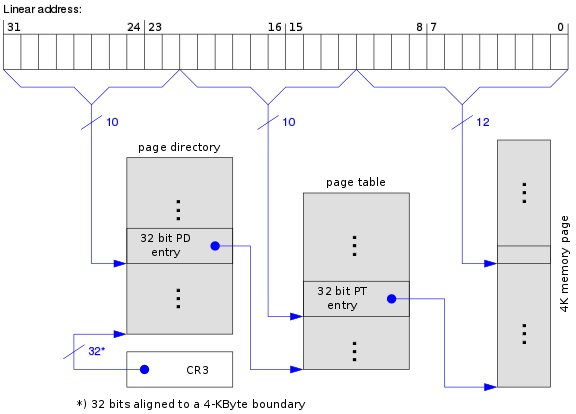 Linear address:
31 24 23 16 15 8 7 0
10 10 12
page directory
page table
32 bit PD
entry
32 bit PT
entry
4K memory page
32*
CR3
*) 32 bits aligned to a 4-KByte boundary